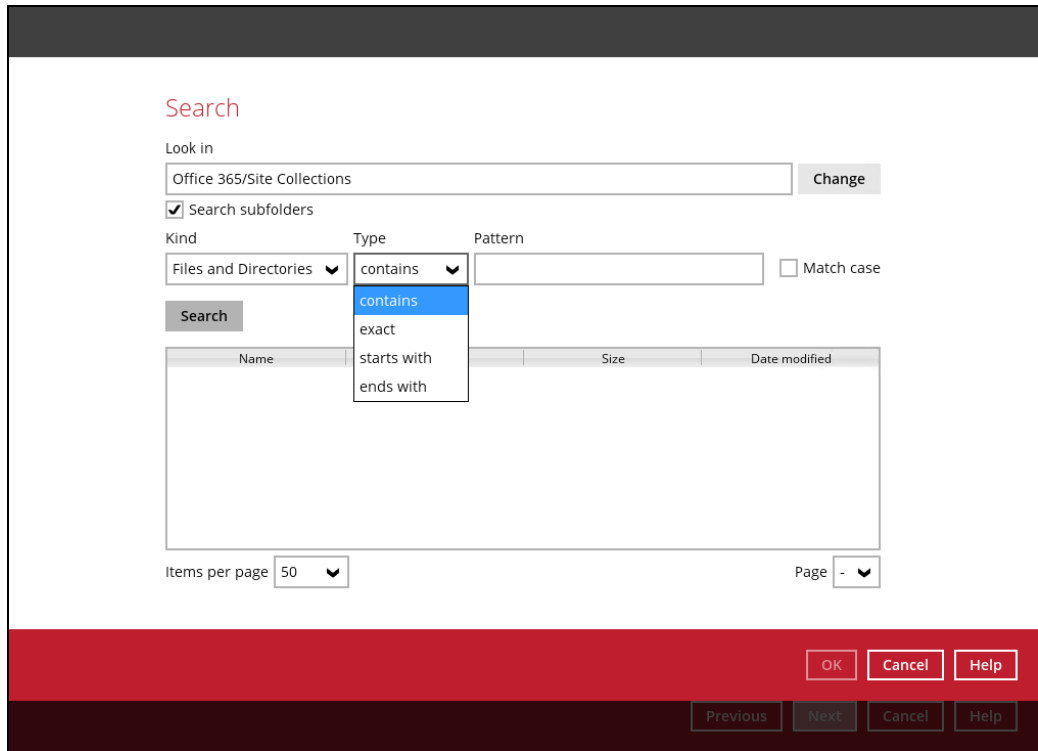 Search
Look in
Office 365/Site Collections Change
Search subfolders
Kind Type Pattern
Files and Directories contains Match case
contains
Search
exact
Name Size Date modified
starts with
ends with
Items per page 50 Page -
OK Cancel Help
Previous Next Cancel Help